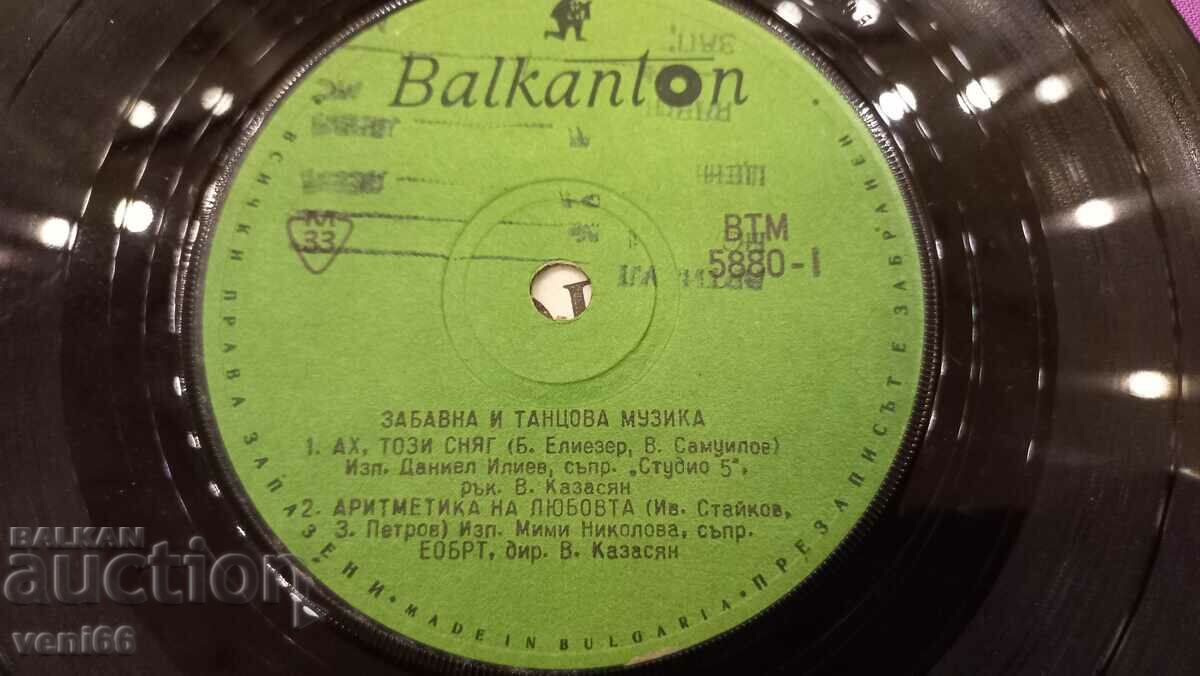 Balkanton
M
33
ВТМ
5880-I
ЗАБАВНА И ТАНЦОВА МУЗИКА
1. АХ, ТОЗИ СНЯГ (Б. Елиезер, В. Самуилов)
Изп. Даниел Илиев, съпр. „Студио 5“,
рък. В. Казасян
2. АРИТМЕТИКА НА ЛЮБОВТА (Ив. Стайков,
З. Петров) Изп. Мими Николова, съпр.
ЕОБРТ, дир. В. Казасян
ВСИЧКИ ПРАВА ЗАПАЗЕНИ • MADE IN BULGARIA • ПРЕЗАПИСЪТ Е ЗАБРАНЕН
BALKAN
auction
veni66